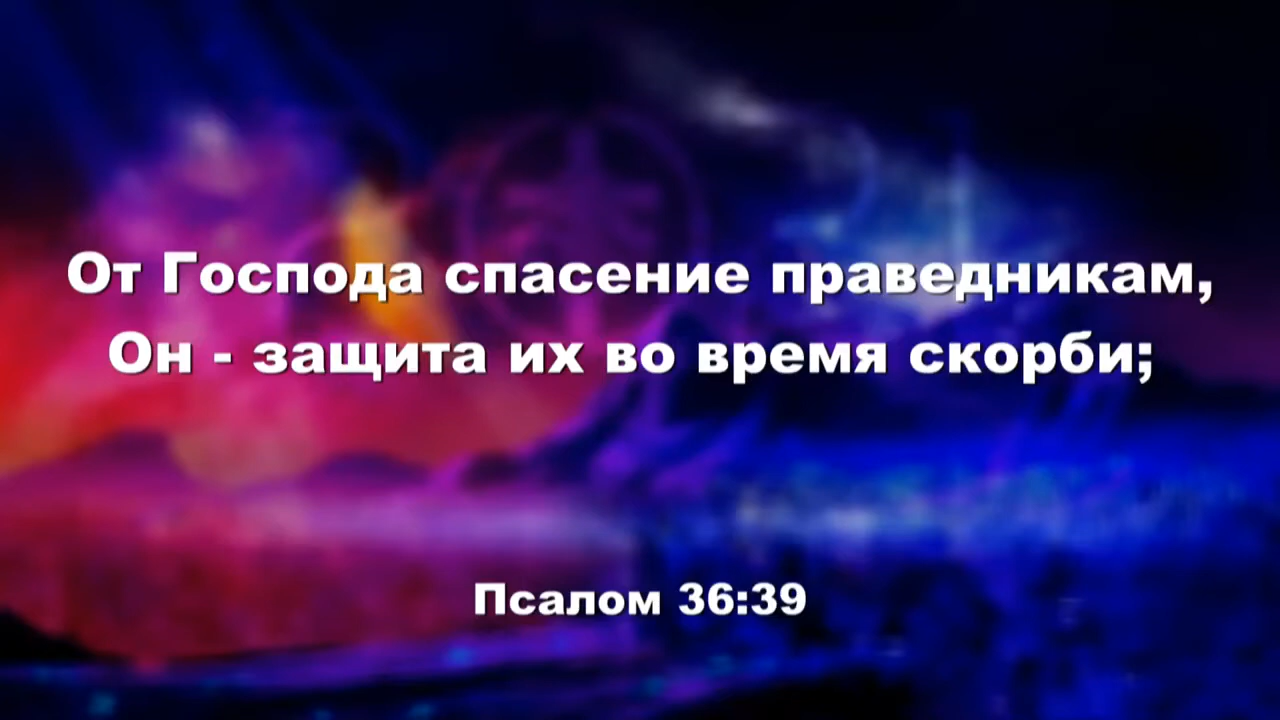 От Господа спасение праведникам,
Он - защита их во время скорби;
Псалом 36:39